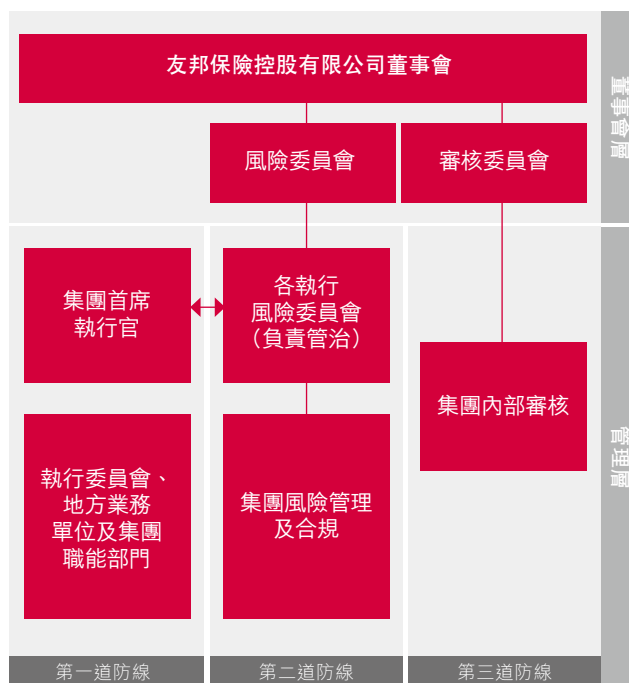 友邦保險控股有限公司董事會
風險委員會
審核委員會
董事會層
集團首席
執行官
各執行
風險委員會
（負責管治）
集團內部審核
執行委員會、
地方業務
單位及集團
職能部門
集團風險管理
及合規
管理層
第一道防線
第二道防線
第三道防線